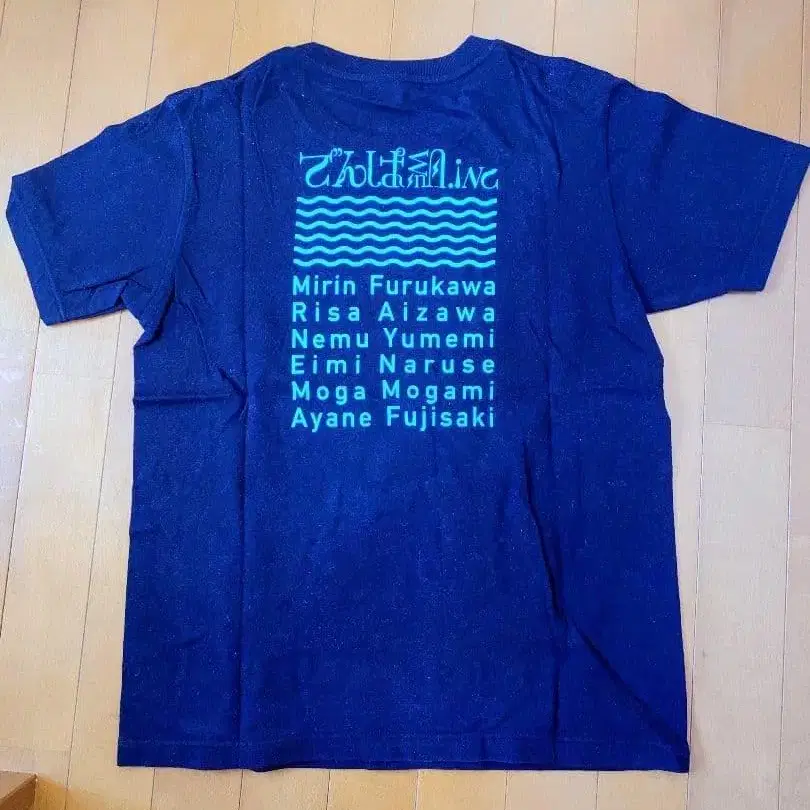 でんぱ組.inc
Mirin Furukawa
Risa Aizawa
Nemu Yumemi
Eimi Naruse
Moga Mogami
Ayane Fujisaki